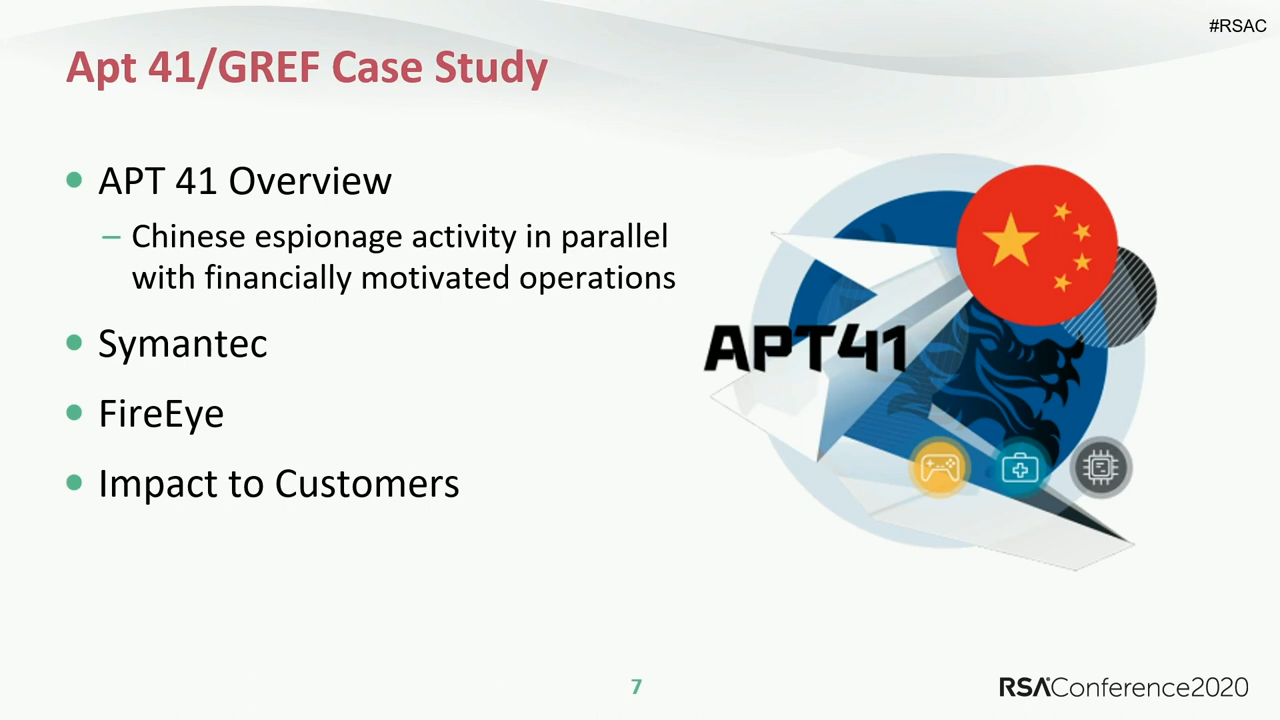 #RSAC
Apt 41/GREF Case Study
• APT 41 Overview
– Chinese espionage activity in parallel
with financially motivated operations
• Symantec
• FireEye
• Impact to Customers
APT41
7
RSAConference2020